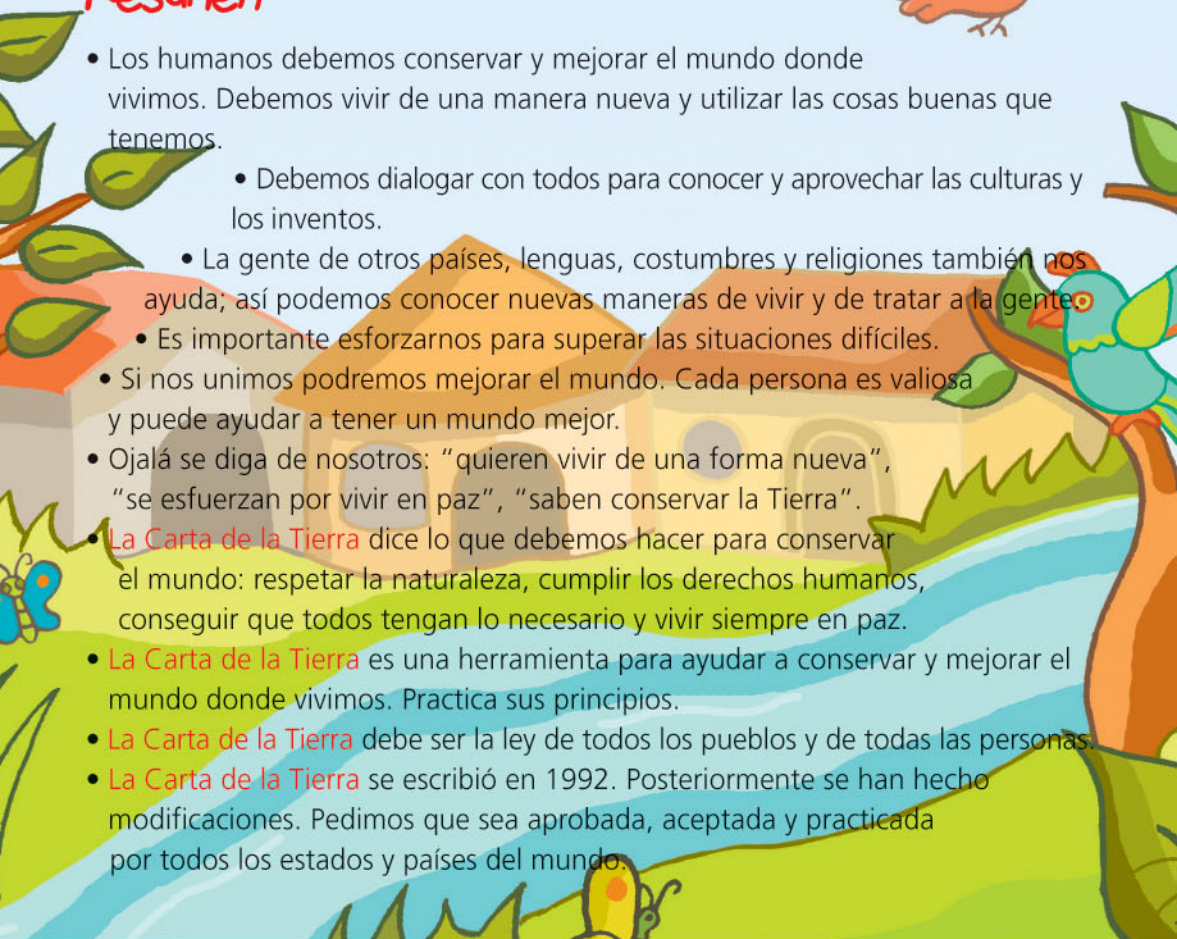 Resumen
• Los humanos debemos conservar y mejorar el mundo donde
vivimos. Debemos vivir de una manera nueva y utilizar las cosas buenas que
tenemos.
• Debemos dialogar con todos para conocer y aprovechar las culturas y
los inventos.
• La gente de otros países, lenguas, costumbres y religiones también nos
ayuda; así podemos conocer nuevas maneras de vivir y de tratar a la gente.
• Es importante esforzarnos para superar las situaciones difíciles.
• Si nos unimos podremos mejorar el mundo. Cada persona es valiosa
y puede ayudar a tener un mundo mejor.
• Ojalá se diga de nosotros: “quieren vivir de una forma nueva”,
“se esfuerzan por vivir en paz”, “saben conservar la Tierra”.
• La Carta de la Tierra dice lo que debemos hacer para conservar
el mundo: respetar la naturaleza, cumplir los derechos humanos,
conseguir que todos tengan lo necesario y vivir siempre en paz.
• La Carta de la Tierra es una herramienta para ayudar a conservar y mejorar el
mundo donde vivimos. Practica sus principios.
• La Carta de la Tierra debe ser la ley de todos los pueblos y de todas las personas.
• La Carta de la Tierra se escribió en 1992. Posteriormente se han hecho
modificaciones. Pedimos que sea aprobada, aceptada y practicada
por todos los estados y países del mundo.